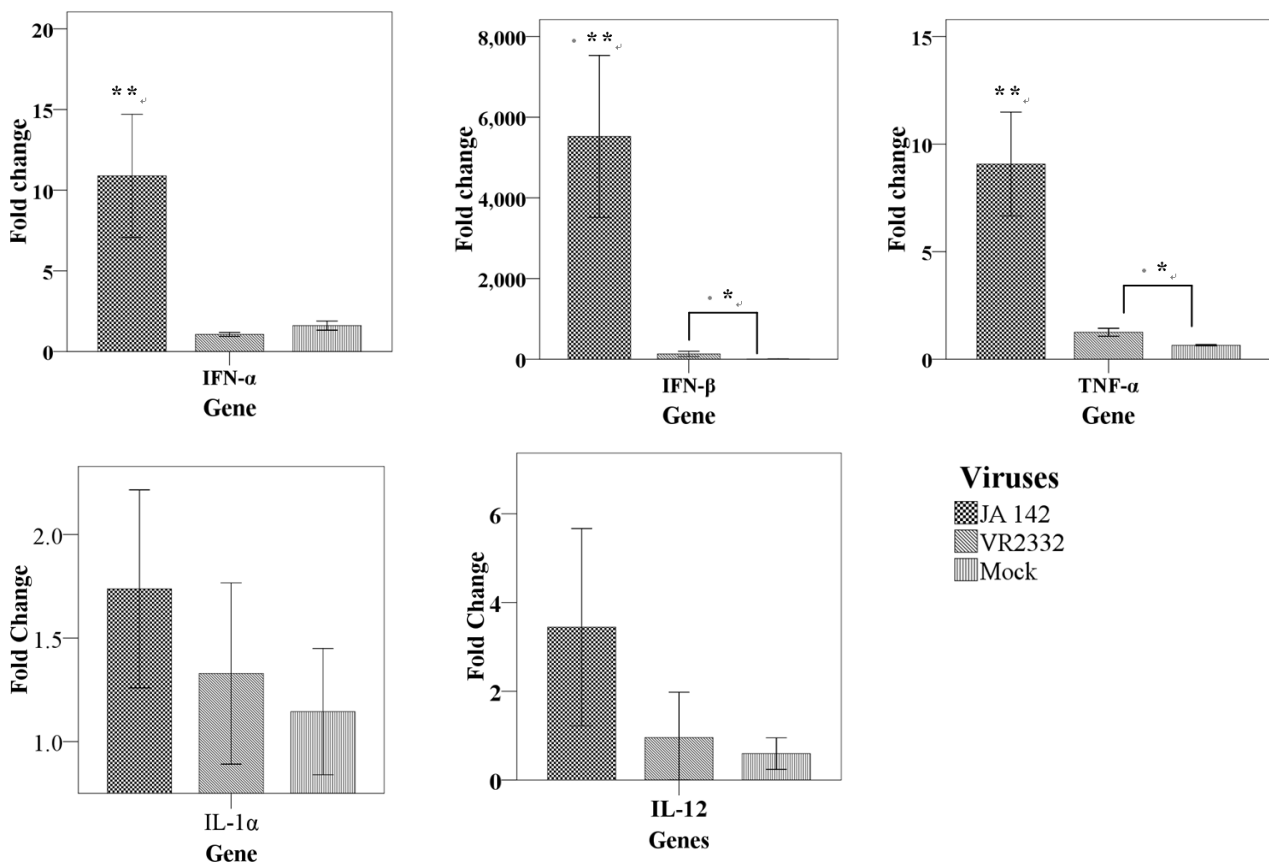 20
15
10
5
0
Fold change
**
IFN-α
Gene
8,000
6,000
4,000
2,000
0
Fold change
**
*
IFN-β
Gene
15
10
5
0
Fold change
**
*
TNF-α
Gene
2.0
1.5
1.0
Fold Change
IL-1α
Gene
6
4
2
0
Fold Change
IL-12
Genes
Viruses
JA 142
VR2332
Mock